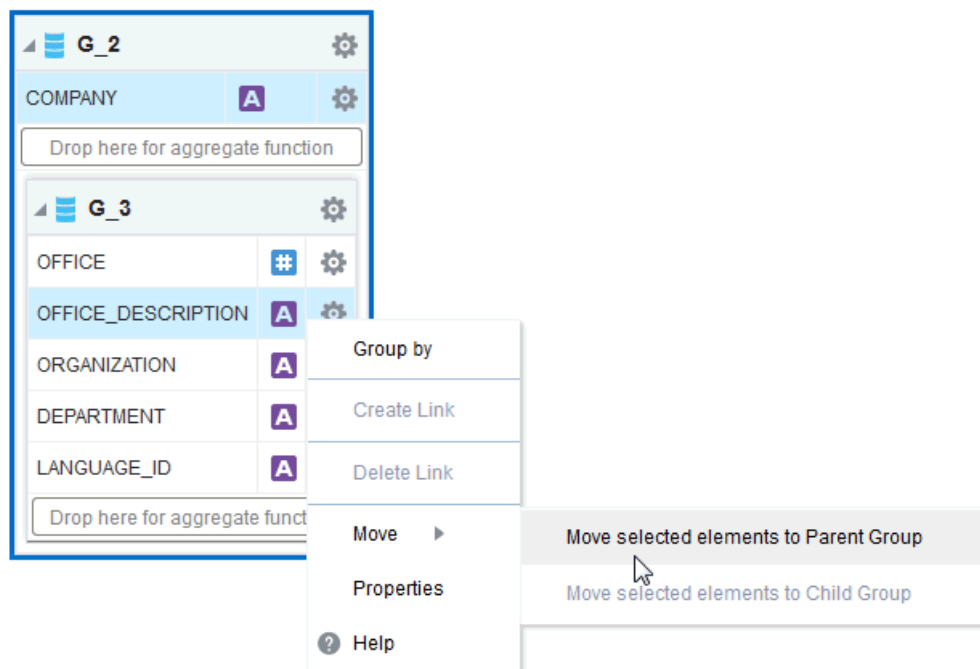 G_2
COMPANY A
Drop here for aggregate function
G_3
OFFICE #
OFFICE_DESCRIPTION A
Group by
ORGANIZATION A
Create Link
DEPARTMENT A
LANGUAGE_ID A
Delete Link
Drop here for aggregate funct
Move
Move selected elements to Parent Group
Properties
Move selected elements to Child Group
? Help